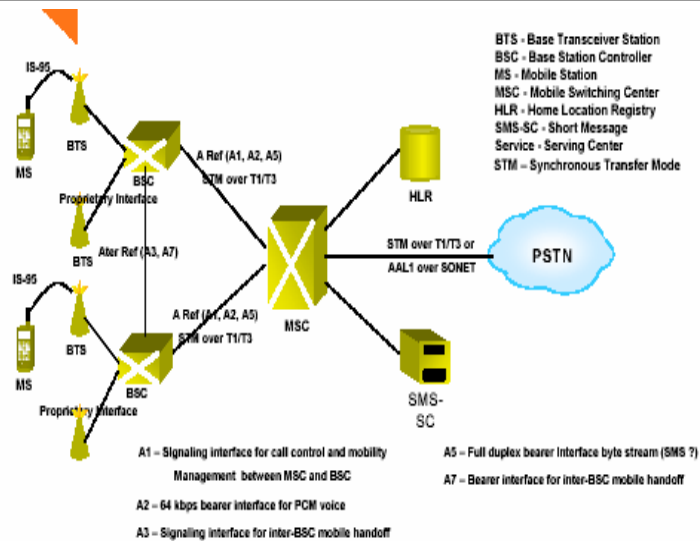 BTS - Base Transceiver Station
BSC - Base Station Controller
MS - Mobile Station
MSC - Mobile Switching Center
HLR - Home Location Registry
SMS-SC - Short Message
Service - Serving Center
STM – Synchronous Transfer Mode
IS-95
BTS
MS
BSC
A Ref (A1, A2, A5)
STM over T1/T3
HLR
Proprietary Interface
BTS
Ater Ref (A3, A7)
STM over T1/T3 or
AAL1 over SONET
PSTN
IS-95
A Ref (A1, A2, A5)
STM over T1/T3
MSC
BTS
MS
BSC
SMS-
SC
Proprietary Interface
A1 – Signaling interface for call control and mobility
Management between MSC and BSC
A2 – 64 kbps bearer interface for PCM voice
A3 – Signaling interface for inter-BSC mobile handoff
A5 – Full duplex bearer Interface byte stream (SMS ?)
A7 – Bearer interface for inter-BSC mobile handoff